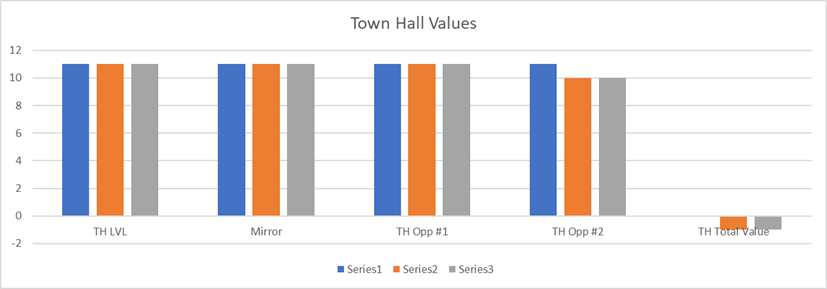 Town Hall Values
12
10
8
6
4
2
0
-2
TH LVL Mirror TH Opp #1 TH Opp #2 TH Total Value
Series1 Series2 Series3